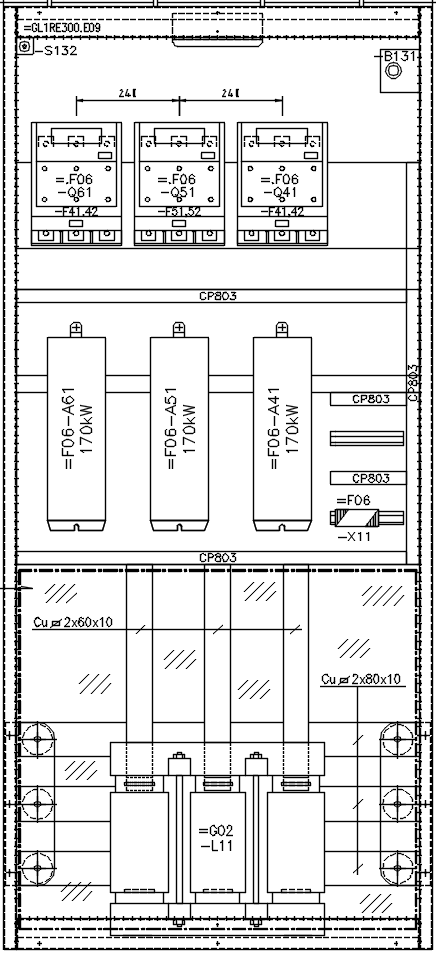 =GL1RE300.E09
-S132
-B131
24[ 24[
=.F06 =.F06 =.F06
-Q61 -Q51 -Q41
-F41.42 -F51.52 -F41.42
CP803
CP803
=F06-A61
170kW
=F06-A51
170kW
=F06-A41
170kW
CP803
CP803
=F06
-X11
CP803
Cu 2x60x10
Cu 2x80x10
=G02
-L11